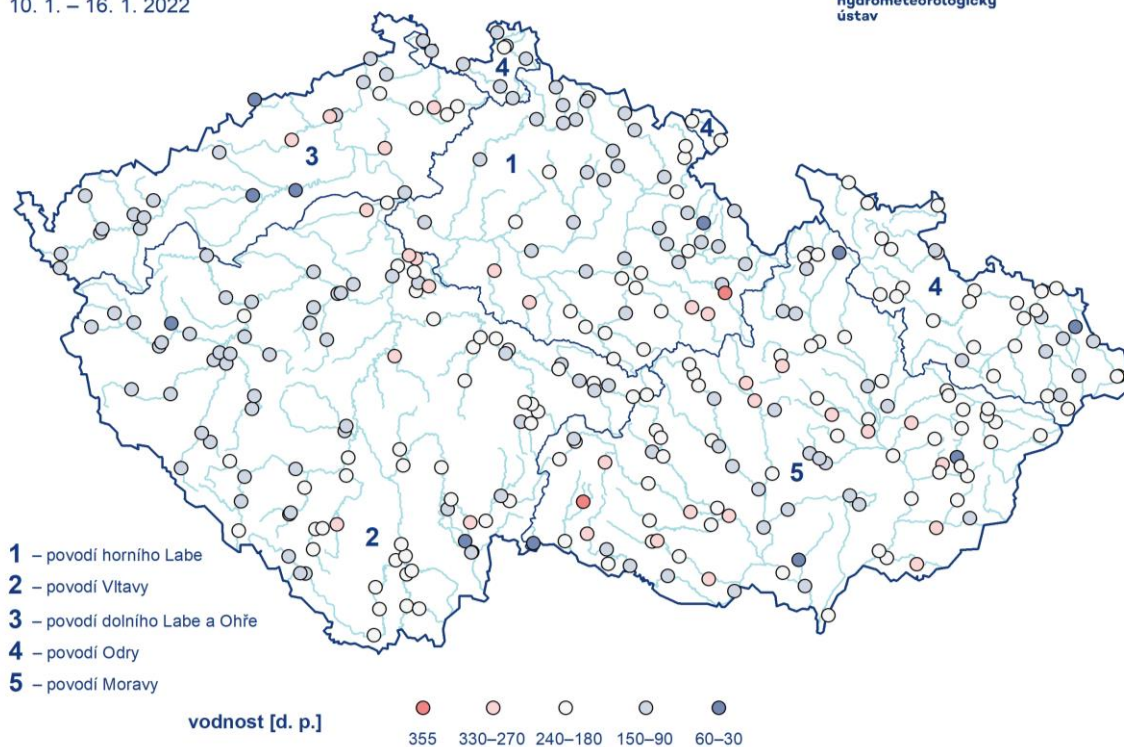 10. 1. – 16. 1. 2022
hydrometeorologický
ústav
4
4
3
1
4
5
2
1 – povodí horního Labe
2 – povodí Vltavy
3 – povodí dolního Labe a Ohře
4 – povodí Odry
5 – povodí Moravy
vodnost [d. p.]
355 330–270 240–180 150–90 60–30